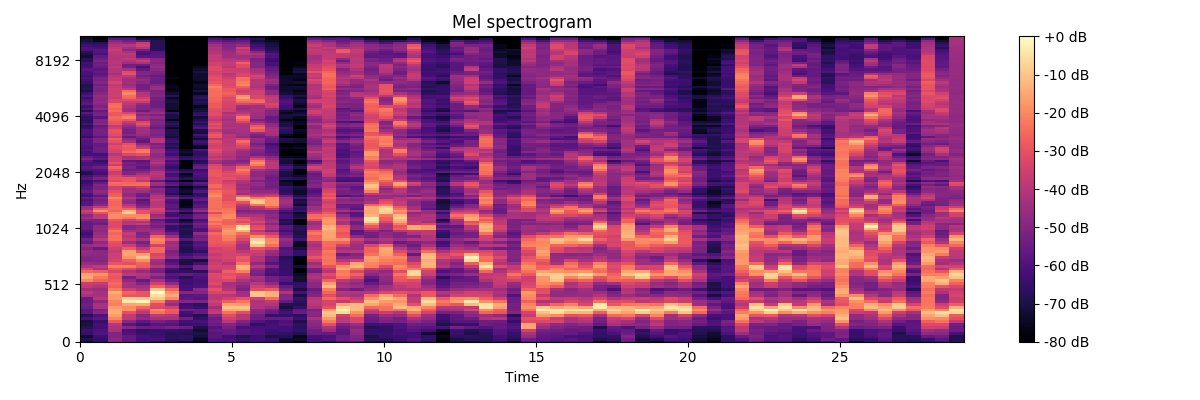 Mel spectrogram
Hz
8192
4096
2048
1024
512
0
0 5 10 15 20 25
Time
+0 dB
-10 dB
-20 dB
-30 dB
-40 dB
-50 dB
-60 dB
-70 dB
-80 dB